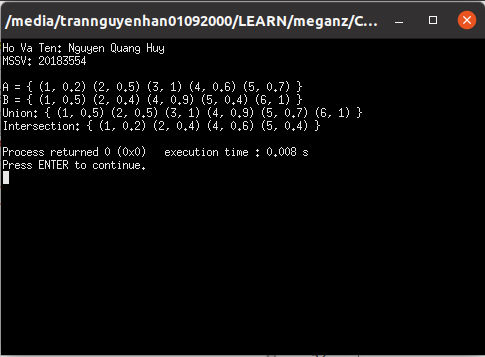 /media/trannguyenhan01092000/LEARN/meganz/C...
Ho Va Ten: Nguyen Quang Huy
MSSV: 20183554
A = { (1, 0.2) (2, 0.5) (3, 1) (4, 0.6) (5, 0.7) }
B = { (1, 0.5) (2, 0.4) (4, 0.9) (5, 0.4) (6, 1) }
Union: { (1, 0.5) (2, 0.5) (3, 1) (4, 0.9) (5, 0.7) (6, 1) }
Intersection: { (1, 0.2) (2, 0.4) (4, 0.6) (5, 0.4) }
Process returned 0 (0x0)   execution time : 0.008 s
Press ENTER to continue.